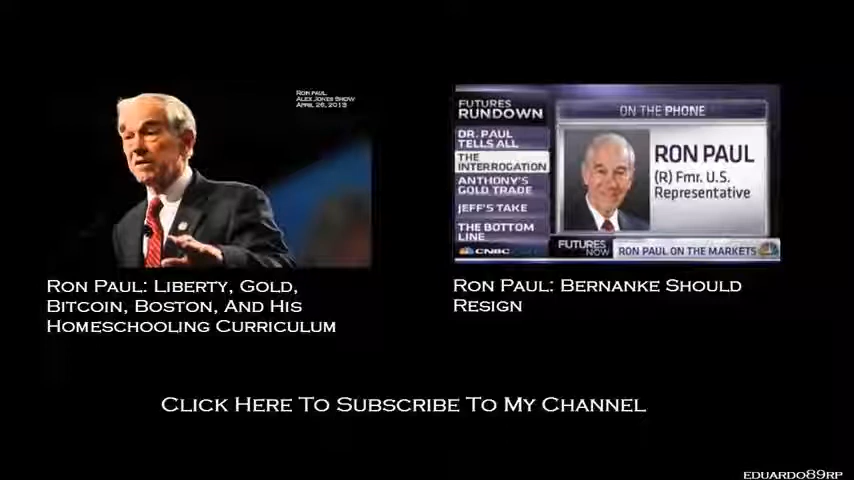 RON PAUL
ALEX JONES SHOW
APRIL 26, 2013
RON PAUL: LIBERTY, GOLD,
BITCOIN, BOSTON, AND HIS
HOMESCHOOLING CURRICULUM
FUTURES
RUNDOWN
DR. PAUL
TELLS ALL
THE
INTERROGATION
ANTHONY'S
GOLD TRADE
JEFF'S TAKE
THE BOTTOM
LINE
CNBC
ON THE PHONE
RON PAUL
(R) Fmr. U.S.
Representative
FUTURES
NOW
RON PAUL ON THE MARKETS
RON PAUL: BERNANKE SHOULD
RESIGN
CLICK HERE TO SUBSCRIBE TO MY CHANNEL
EDUARDO89RP